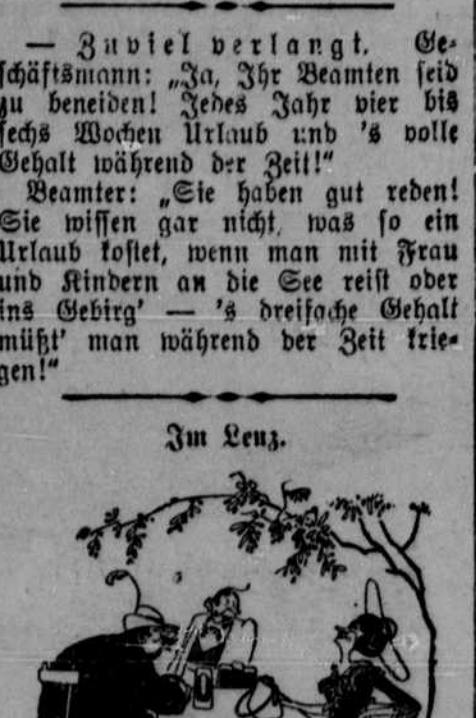 — Zuviel verlangt. Ge-
schäftsmann: „Ja, Ihr Beamten seid
zu beneiden! Jedes Jahr vier bis
sechs Wochen Urlaub und 's volle
Gehalt während der Zeit!“
Beamter: „Sie haben gut reden!
Sie wissen gar nicht, was so ein
Urlaub kostet, wenn man mit Frau
und Kindern an die See reist oder
ins Gebirg' — 's dreifache Gehalt
müßt' man während der Zeit krie-
gen!“
Im Lenz.